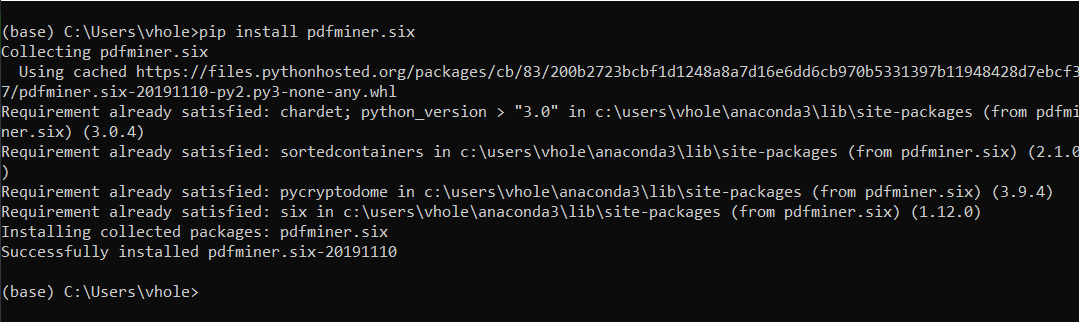 (base) C:\Users\vhole>pip install pdfminer.six
Collecting pdfminer.six
  Using cached https://files.pythonhosted.org/packages/cb/83/200b2723bcbf1d1248a8a7d16e6dd6cb970b5331397b11948428d7ebcf3
7/pdfminer.six-20191110-py2.py3-none-any.whl
Requirement already satisfied: chardet; python_version > "3.0" in c:\users\vhole\anaconda3\lib\site-packages (from pdfmi
ner.six) (3.0.4)
Requirement already satisfied: sortedcontainers in c:\users\vhole\anaconda3\lib\site-packages (from pdfminer.six) (2.1.0
)
Requirement already satisfied: pycryptodome in c:\users\vhole\anaconda3\lib\site-packages (from pdfminer.six) (3.9.4)
Requirement already satisfied: six in c:\users\vhole\anaconda3\lib\site-packages (from pdfminer.six) (1.12.0)
Installing collected packages: pdfminer.six
Successfully installed pdfminer.six-20191110
(base) C:\Users\vhole>